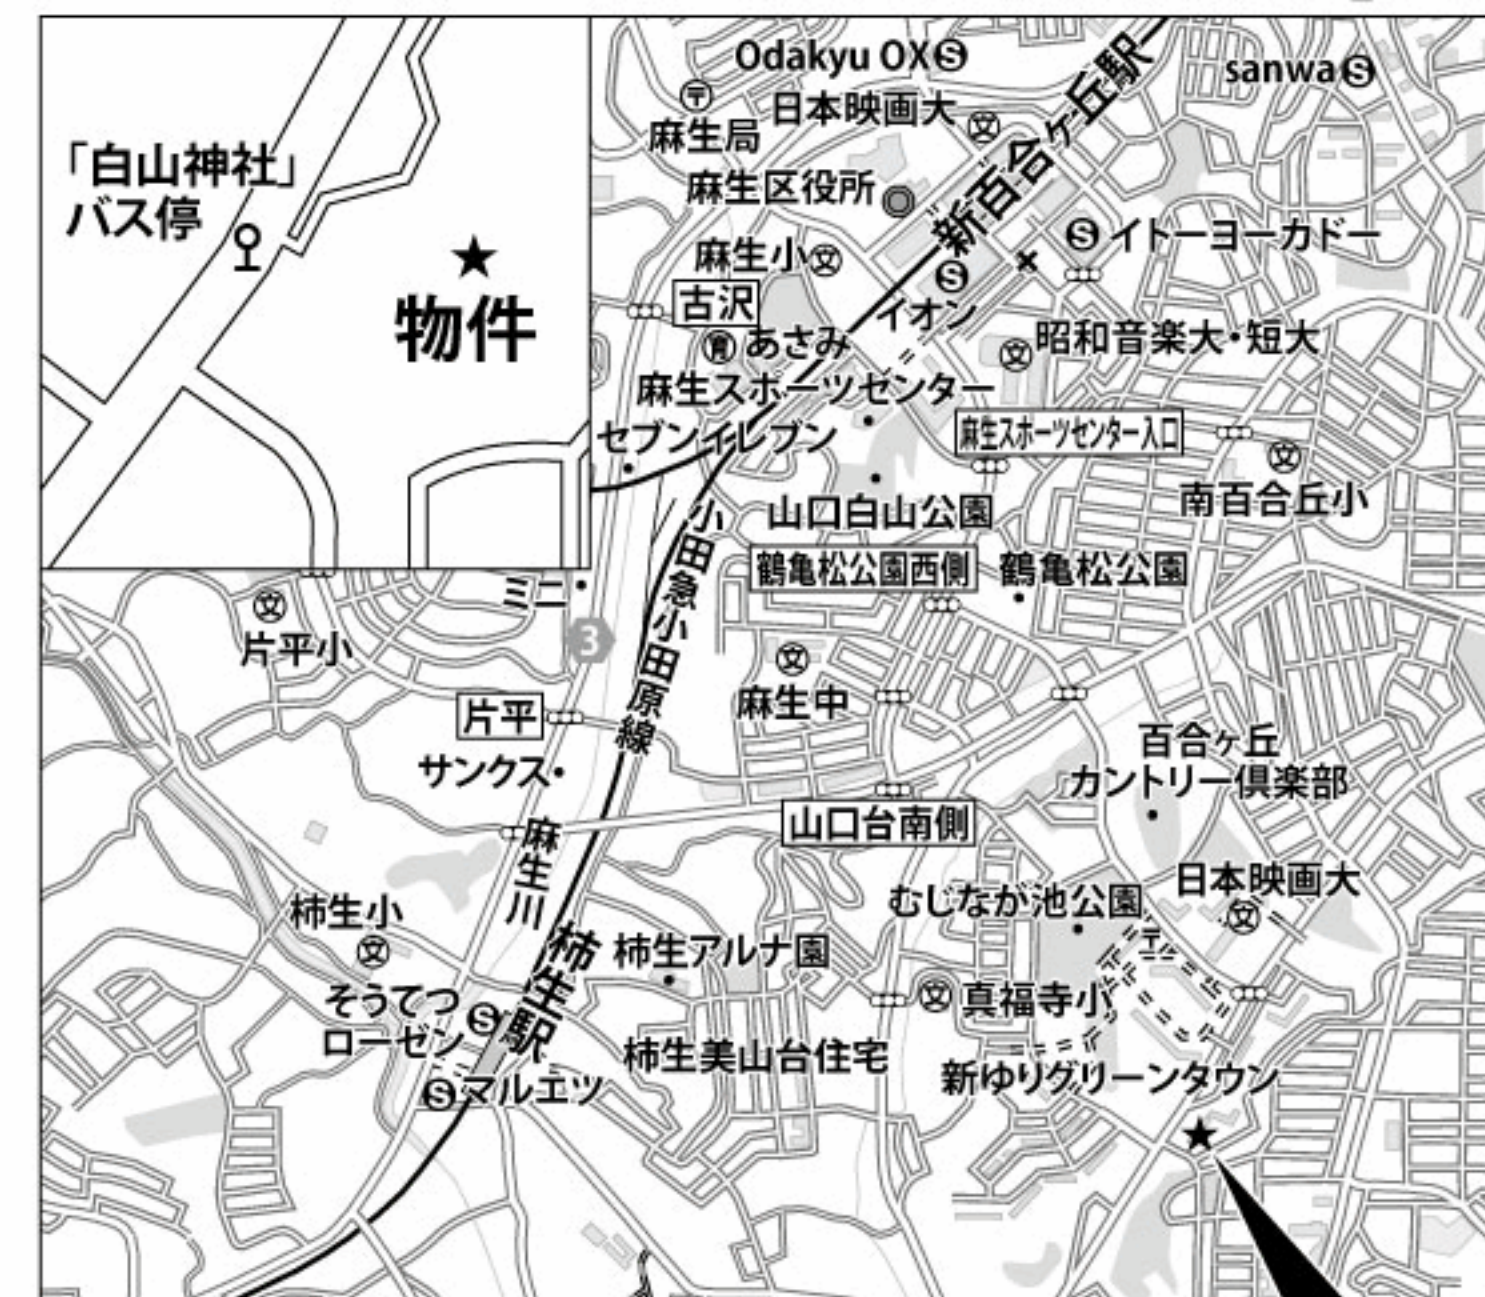 「白山神社」
バス停
★
物件
Odakyu OX Ⓢ
sanwa Ⓢ
〒
麻生局
日本映画大
文
新百合ヶ丘駅
麻生区役所
Ⓢ イトーヨーカドー
麻生小 文
Ⓢ
イオン
古沢
育 あさみ
文 昭和音楽大・短大
麻生スポーツセンター
セブンイレブン
麻生スポーツセンター入口
文
南百合丘小
山口白山公園
小田急小田原線
鶴亀松公園西側
鶴亀松公園
ミニ
文
片平小
3
文
麻生中
片平
サンクス
百合ヶ丘
カントリー倶楽部
山口台南側
麻生川
日本映画大
文
むじなが池公園
柿生小
文
柿生駅
柿生アルナ園
そうてつ
ローゼン Ⓢ
文 真福寺小
柿生美山台住宅
新ゆりグリーンタウン
Ⓢ マルエツ
★